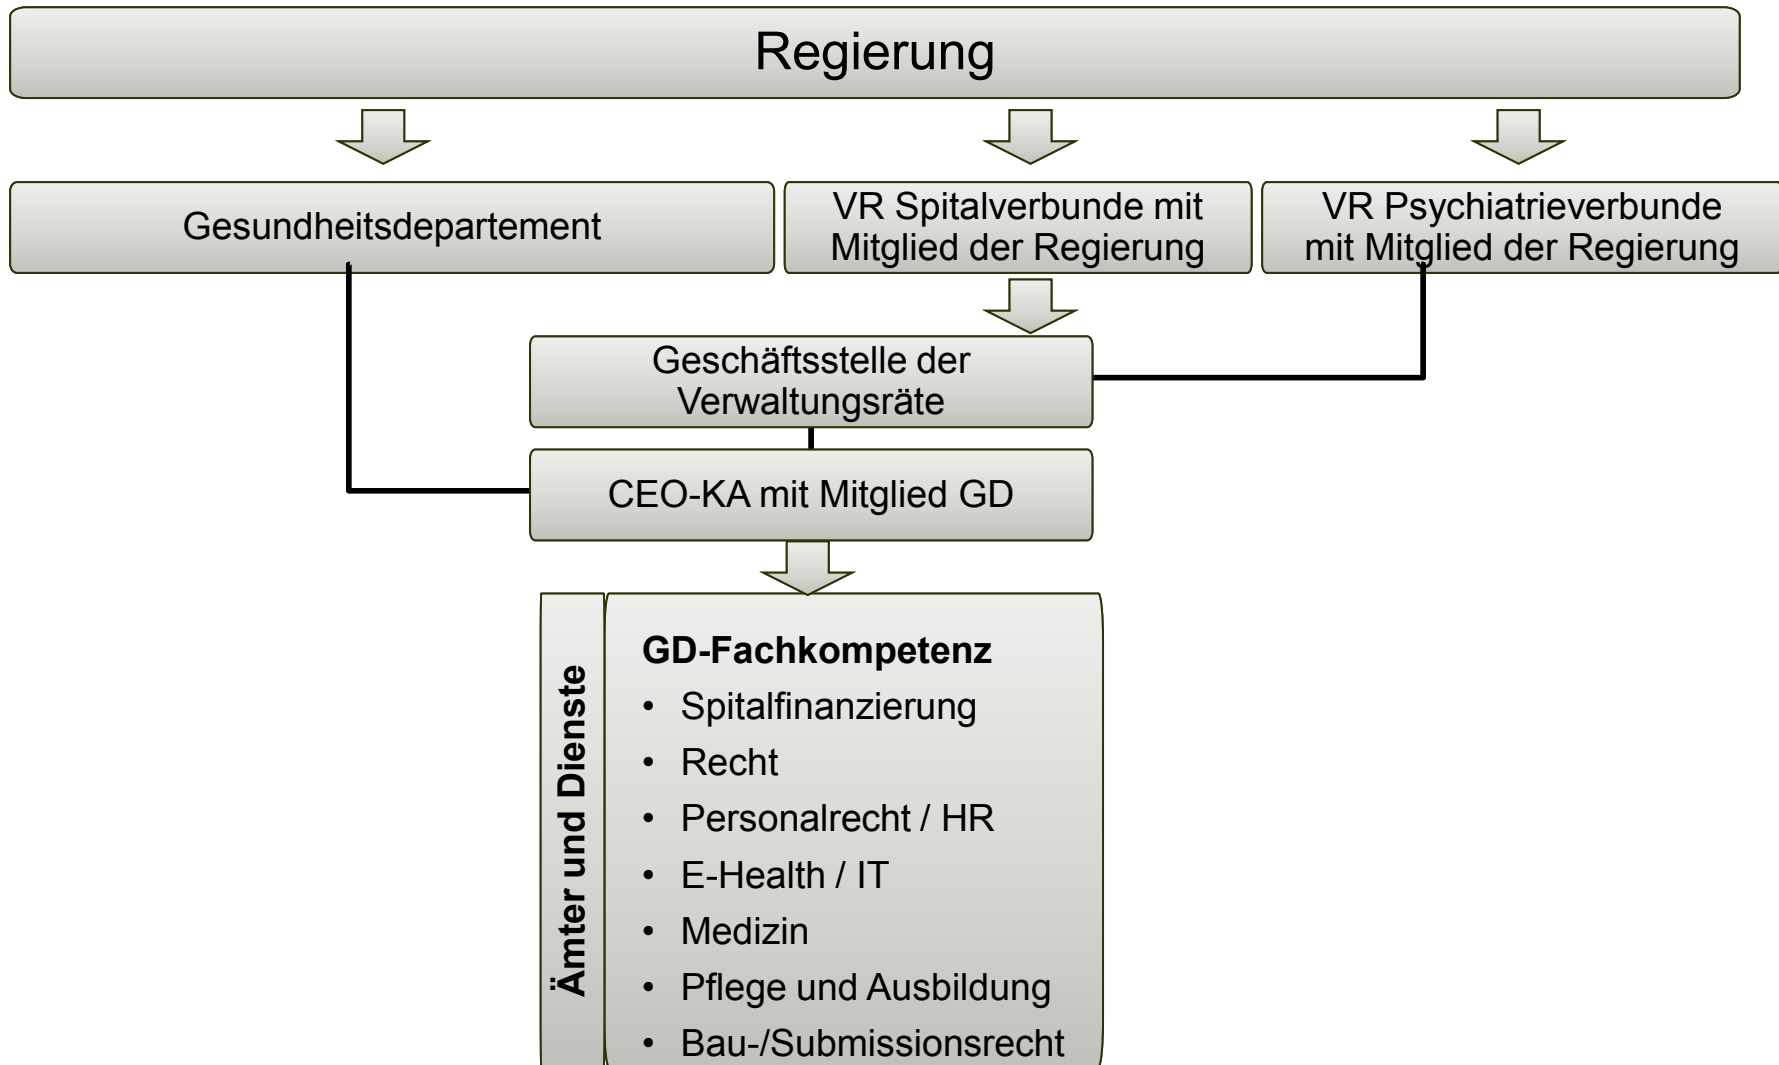 Regierung
Gesundheitsdepartement
VR Spitalverbunde mit
Mitglied der Regierung
VR Psychiatrieverbunde
mit Mitglied der Regierung
Geschäftsstelle der
Verwaltungsräte
CEO-KA mit Mitglied GD
Ämter und Dienste
GD-Fachkompetenz
• Spitalfinanzierung
• Recht
• Personalrecht / HR
• E-Health / IT
• Medizin
• Pflege und Ausbildung
• Bau-/Submissionsrecht